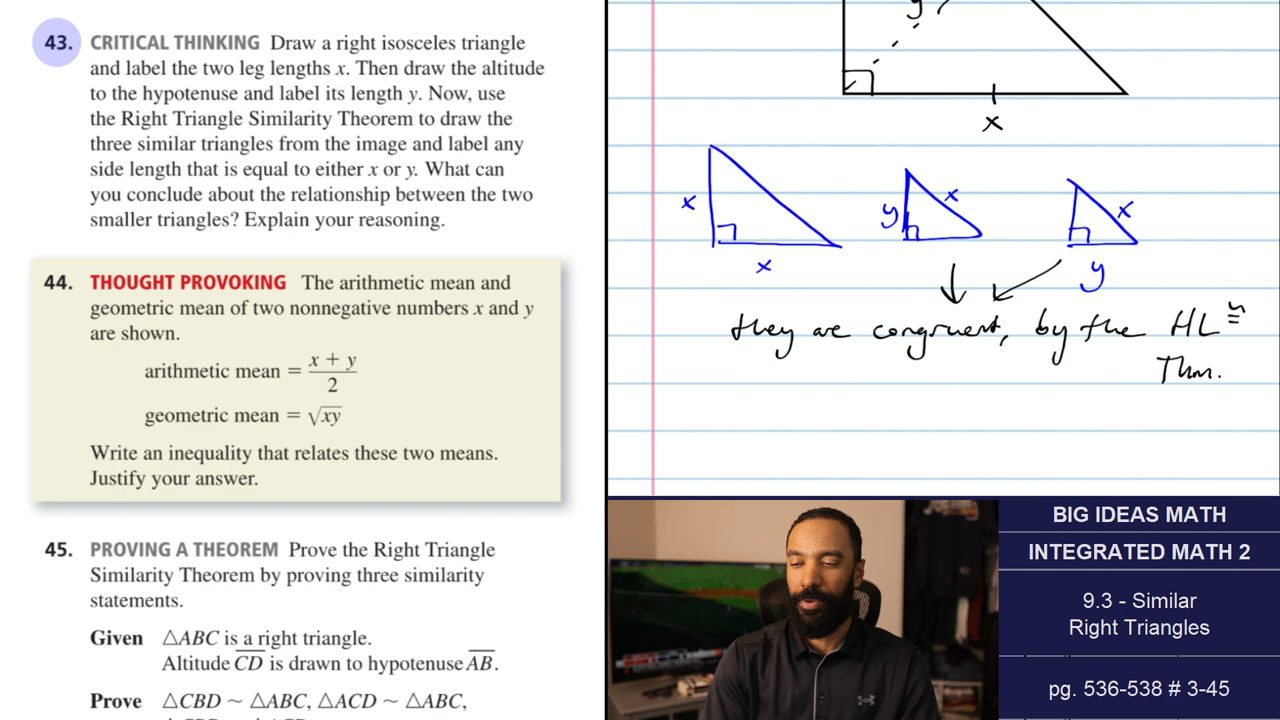 43. CRITICAL THINKING Draw a right isosceles triangle
and label the two leg lengths x. Then draw the altitude
to the hypotenuse and label its length y. Now, use
the Right Triangle Similarity Theorem to draw the
three similar triangles from the image and label any
side length that is equal to either x or y. What can
you conclude about the relationship between the two
smaller triangles? Explain your reasoning.
44. THOUGHT PROVOKING The arithmetic mean and
geometric mean of two nonnegative numbers x and y
are shown.
arithmetic mean = x + y / 2
geometric mean = √xy
Write an inequality that relates these two means.
Justify your answer.
45. PROVING A THEOREM Prove the Right Triangle
Similarity Theorem by proving three similarity
statements.
Given △ABC is a right triangle.
Altitude C̅D̅ is drawn to hypotenuse A̅B̅.
Prove △CBD ~ △ABC, △ACD ~ △ABC,
y
x
x
x
y
x
x
y
they are congruent, by the HL ≅
Thm.
BIG IDEAS MATH
INTEGRATED MATH 2
9.3 - Similar
Right Triangles
pg. 536-538 # 3-45